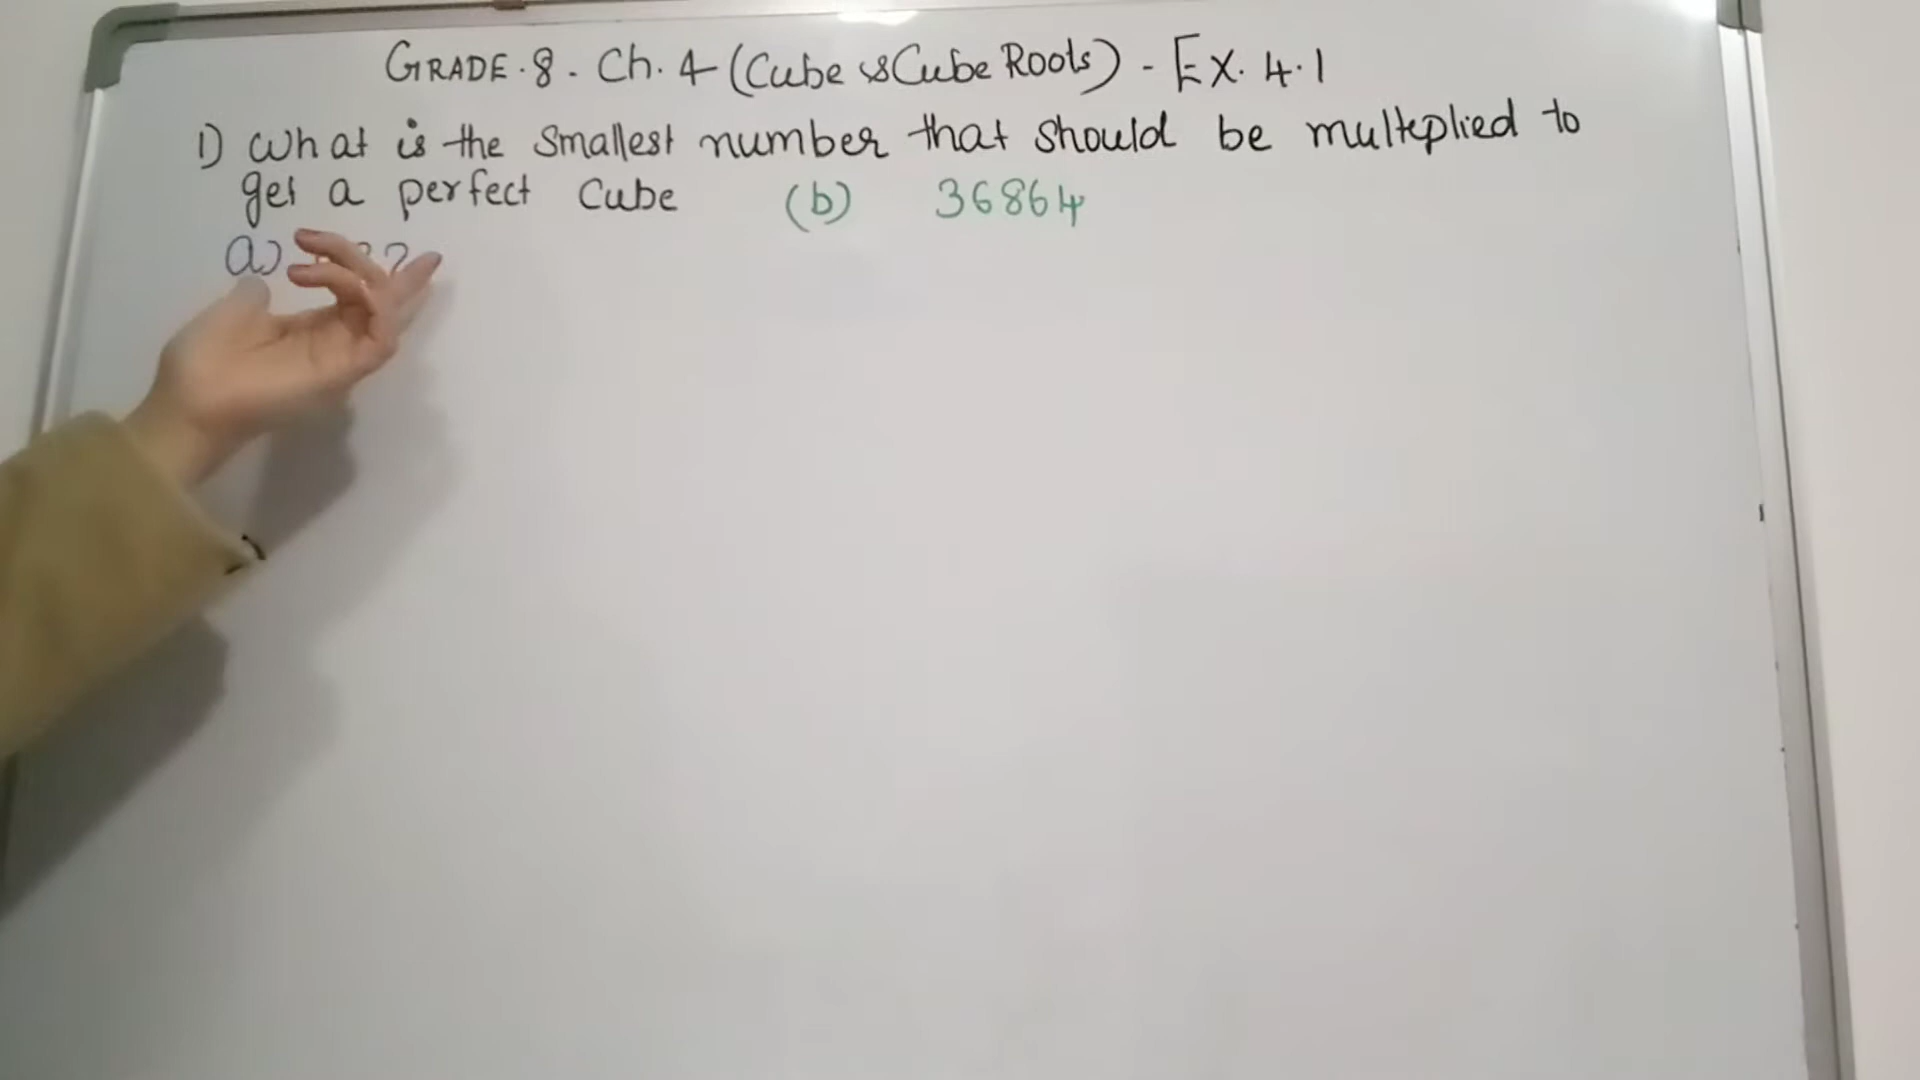 GRADE.8 - Ch. 4 (Cube & Cube Roots) - Ex. 4.1
1) What is the smallest number that should be multiplied to
get a perfect Cube (b) 36864
a)